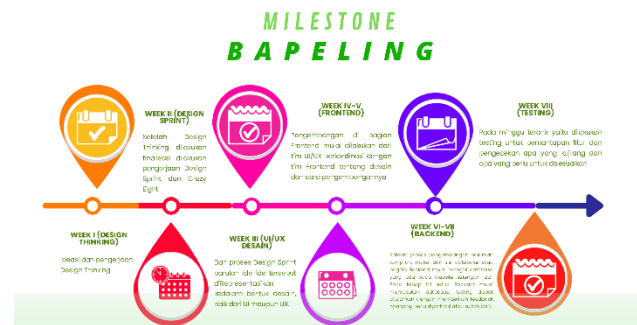 MILESTONE
BAPELING
WEEK I (DESIGN
THINKING)
Ideasi dan pengerjaan
Design Thinking
WEEK II (DESIGN
SPRINT)
Setelah Design
Thinking dilakukan
finalisasi dilakukan
pengerjaan Design
Sprint dan Crazy
Eight
WEEK III (UI/UX
DESAIN)
Dari proses Design Sprint
barulah ide ide tersebut
diRepresentasikan
kedalam bentuk desain,
baik dari UI maupun UX.
WEEK IV-V
(FRONTEND)
Pengembangan di bagian
Frontend mulai dilakukan dari
tim UI/UX berkordinasi dengan
tim Frontend tentang desain
dan cara pengembangannya
WEEK VI-VII
(BACKEND)
WEEK VIII
(TESTING)
Pada minggu terakhir yaitu dilakukan
testing untuk pemantapan fitur dan
pengecekan apa yang kurang dan
apa yang perlu untuk disesuaikan